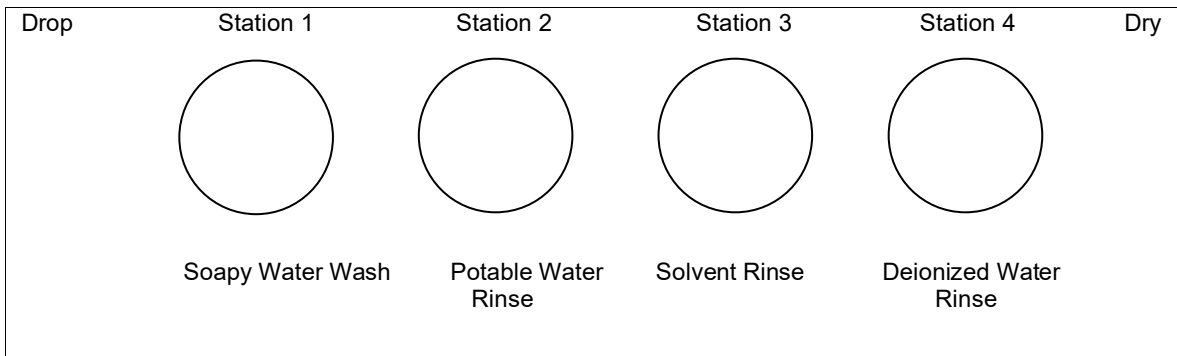 Drop Station 1 Station 2 Station 3 Station 4 Dry
Soapy Water Wash Potable Water Solvent Rinse Deionized Water
Rinse Rinse